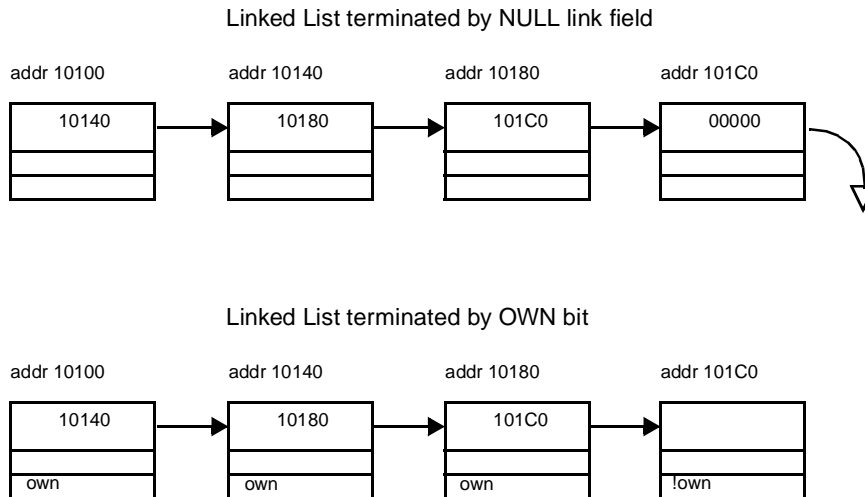 Linked List terminated by NULL link field
addr 10100 addr 10140 addr 10180 addr 101C0
10140 10180 101C0 00000
Linked List terminated by OWN bit
addr 10100 addr 10140 addr 10180 addr 101C0
10140 10180 101C0
own own own !own